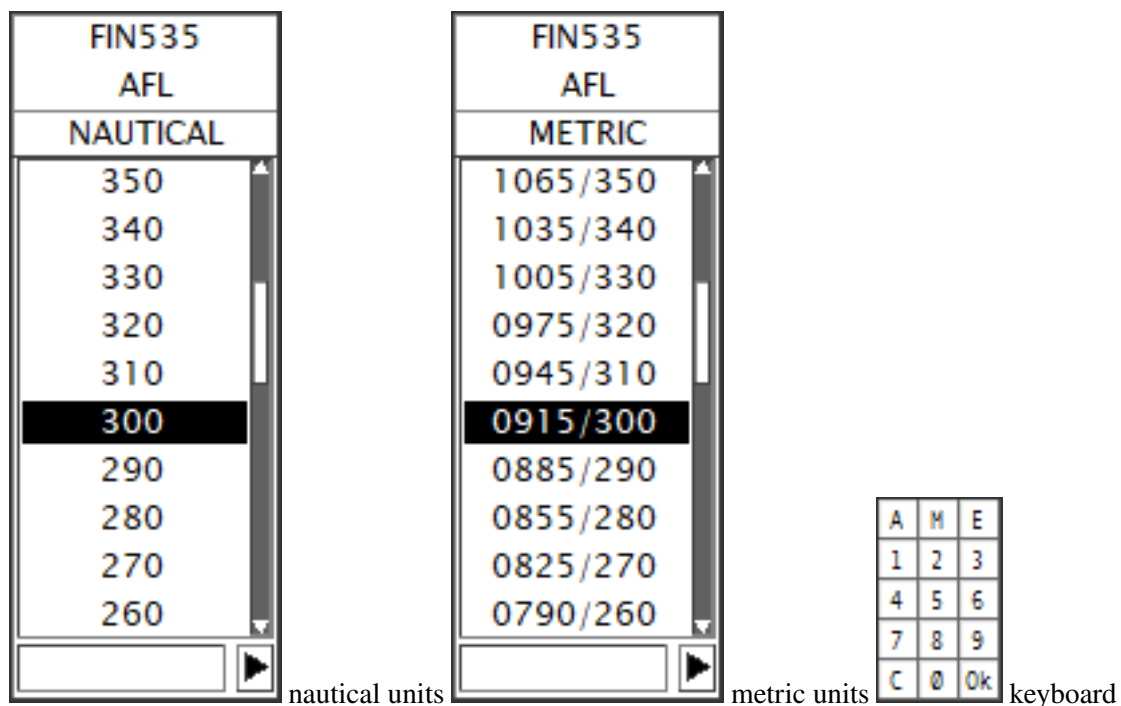 FIN535
AFL
NAUTICAL
350
340
330
320
310
300
290
280
270
260
nautical units
FIN535
AFL
METRIC
1065/350
1035/340
1005/330
0975/320
0945/310
0915/300
0885/290
0855/280
0825/270
0790/260
metric units
A M E
1 2 3
4 5 6
7 8 9
C Ø Ok
keyboard